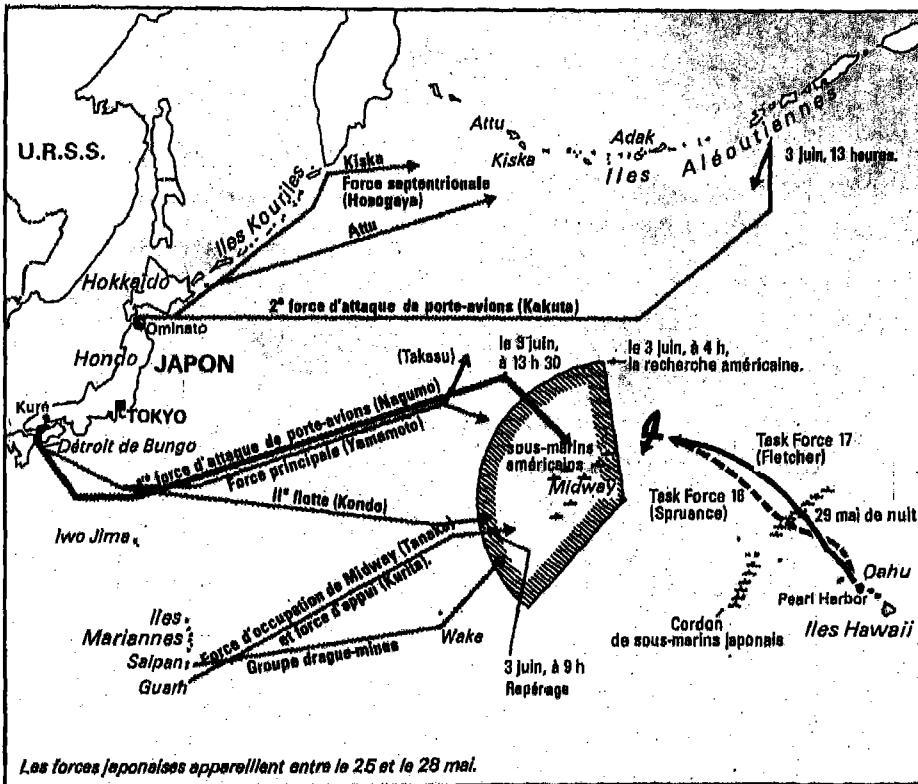 U.R.S.S.
Attu
Kiska
Adak
Iles
Aléoutiennes
3 juin, 13 heures.
Kiska
Force septentrionale
(Hosogaya)
Iles Kouriles
Attu
Hokkaido
2e force d'attaque de porte-avions (Kakuta)
Ominato
Hondo
JAPON
(Takasu)
le 3 juin,
à 13 h 30
le 3 juin, à 4 h,
la recherche américaine.
Kure
TOKYO
Détroit de Bungo
1re force d'attaque de porte-avions (Nagumo)
Force principale (Yamamoto)
sous-marins
américains
Midway
Task Force 17
(Fletcher)
Task Force 16
(Spruance)
29 mai de nuit
IIe flotte (Kondo)
Iwo Jima
Oahu
Pearl Harbor
Iles Hawaii
Cordon
de sous-marins japonais
Iles
Mariannes
Saipan
Guam
Force d'occupation de Midway (Tanaka)
et force d'appui (Kurita).
Groupe drague-mines
Wake
3 juin, à 9 h
Repérage
Les forces japonaises appareillent entre le 25 et le 28 mai.